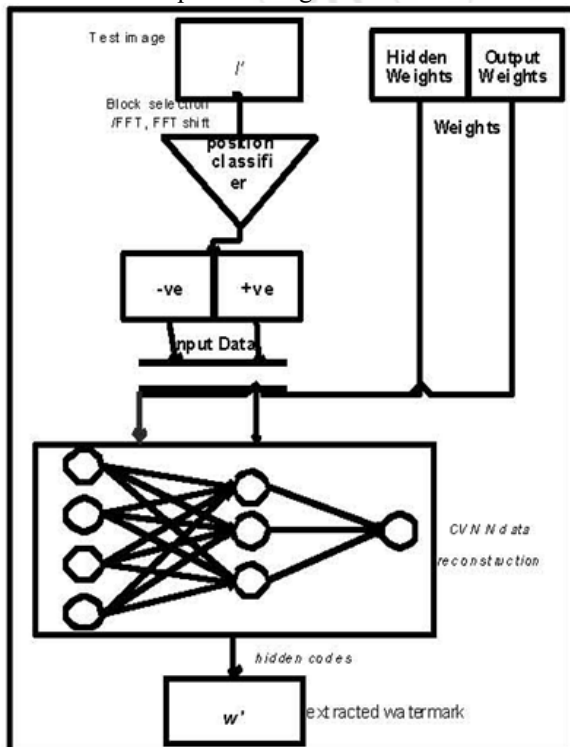 Test image
I'
Hidden Weights
Output Weights
Block selection
/FFT, FFT shift
Weights
position
classifi
er
-ve
+ve
Input Data
CVNN data
reconstruction
hidden codes
w'
extracted watermark